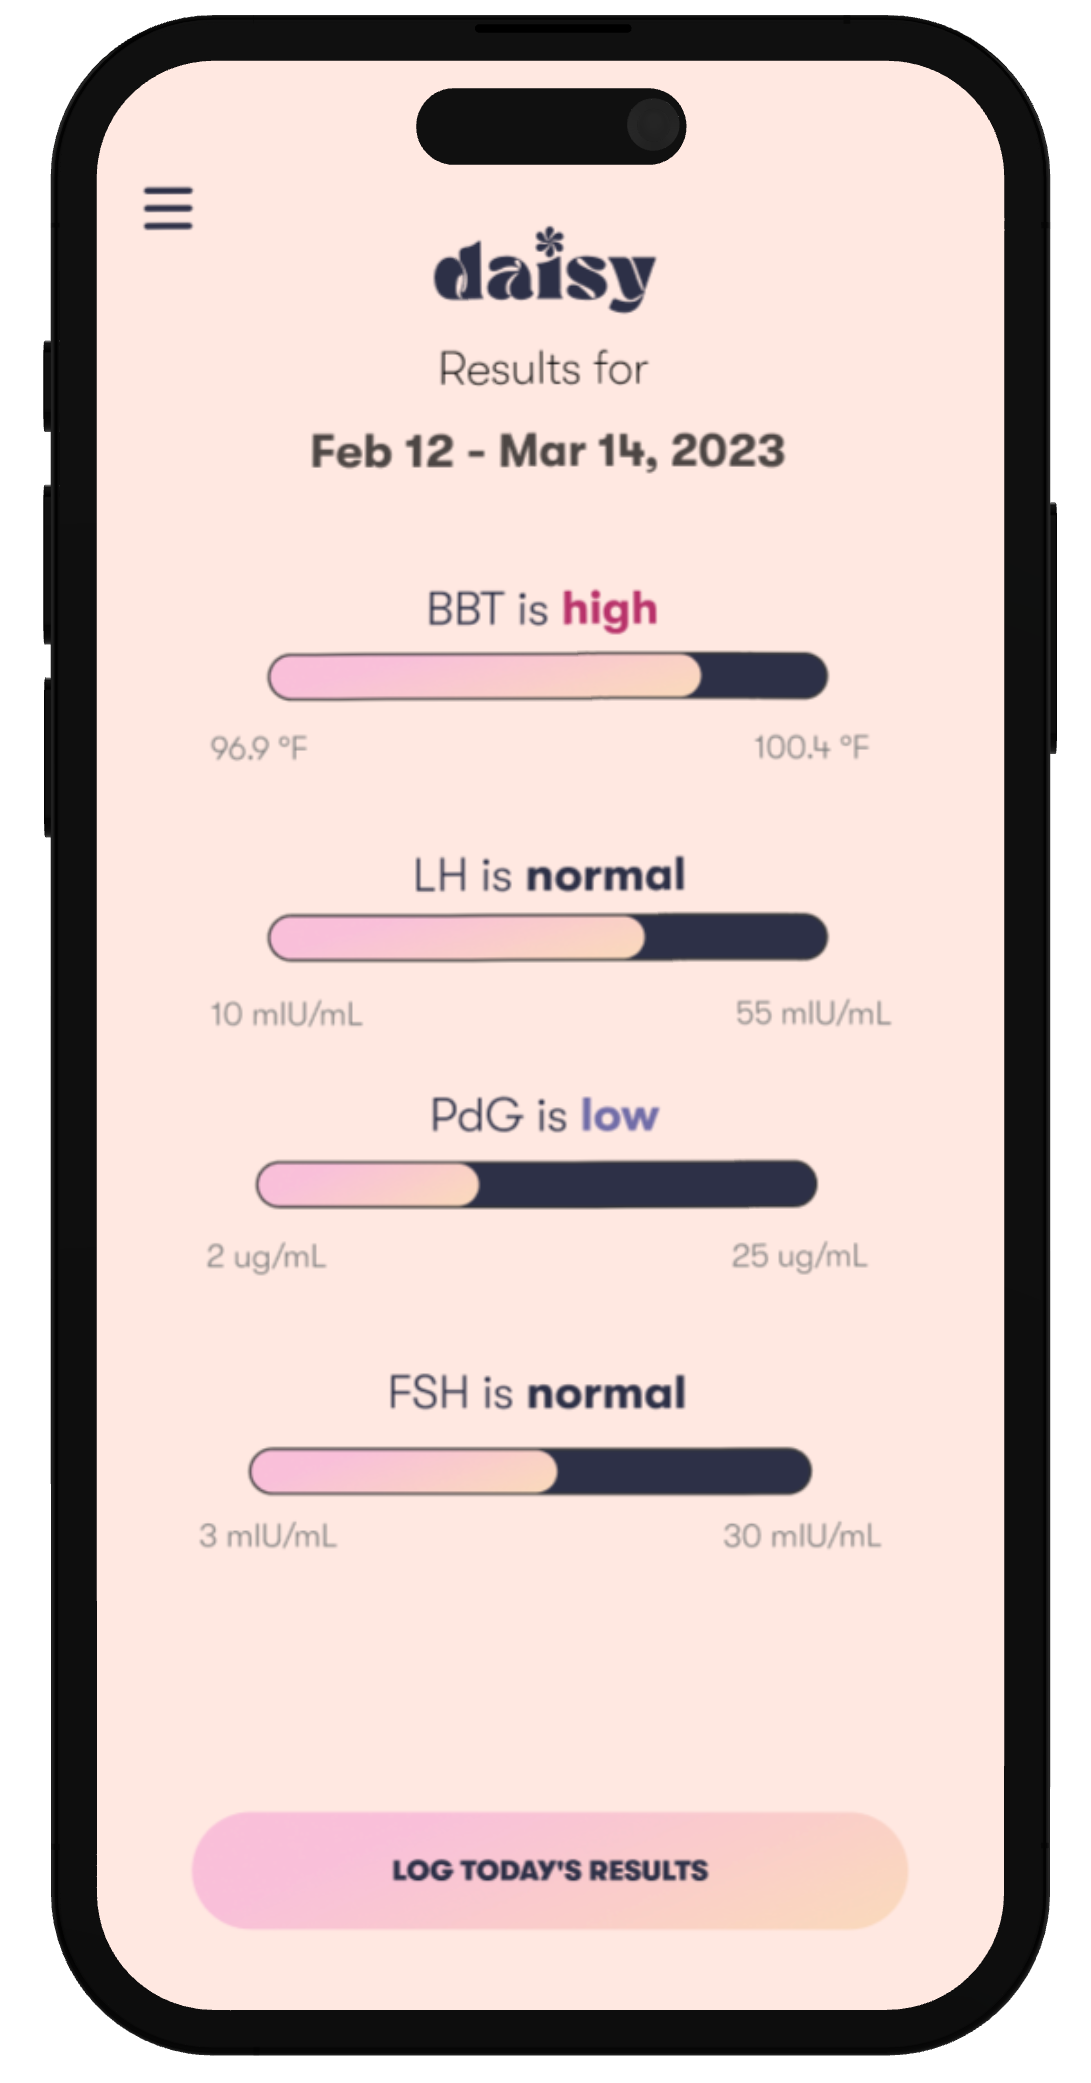 daisy
Results for
Feb 12 - Mar 14, 2023
BBT is high
96.9 °F 100.4 °F
LH is normal
10 mIU/mL 55 mIU/mL
PdG is low
2 ug/mL 25 ug/mL
FSH is normal
3 mIU/mL 30 mIU/mL
LOG TODAY'S RESULTS